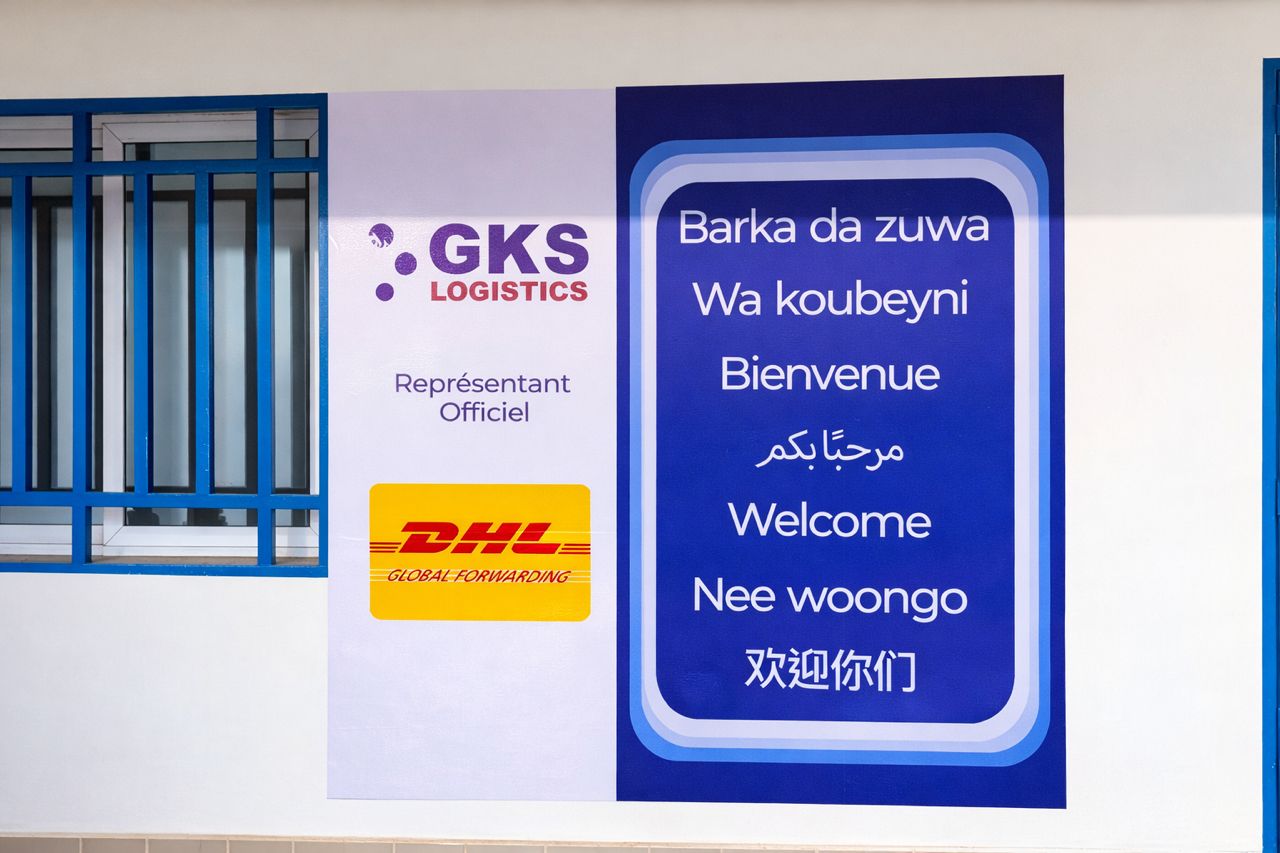 GKS
LOGISTICS
Représentant
Officiel
DHL
GLOBAL FORWARDING
Barka da zuwa
Wa koubeyni
Bienvenue
مرحبًا بكم
Welcome
Nee woongo
欢迎你们